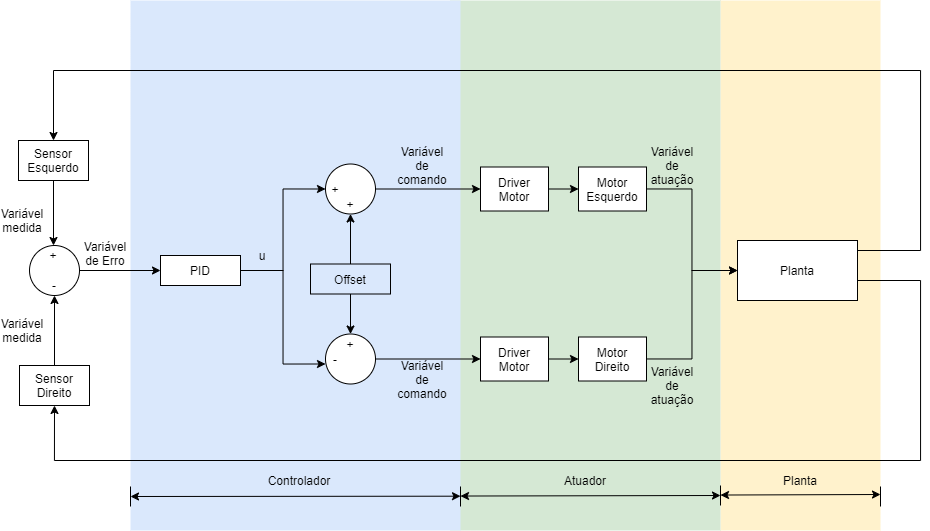 Sensor
Esquerdo
Variável
medida
+
-
Variável
de Erro
Variável
medida
Sensor
Direito
PID
u
+
+
Offset
+
-
Variável
de
comando
Variável
de
comando
Driver
Motor
Motor
Esquerdo
Variável
de
atuação
Driver
Motor
Motor
Direito
Variável
de
atuação
Planta
Controlador
Atuador
Planta